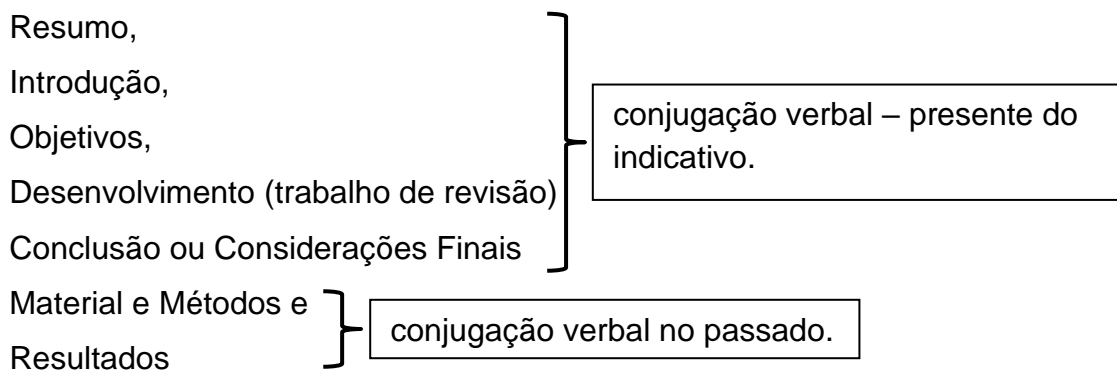 Resumo,
Introdução,
Objetivos,
Desenvolvimento (trabalho de revisão)
Conclusão ou Considerações Finais
conjugação verbal – presente do
indicativo.
Material e Métodos e
Resultados
conjugação verbal no passado.